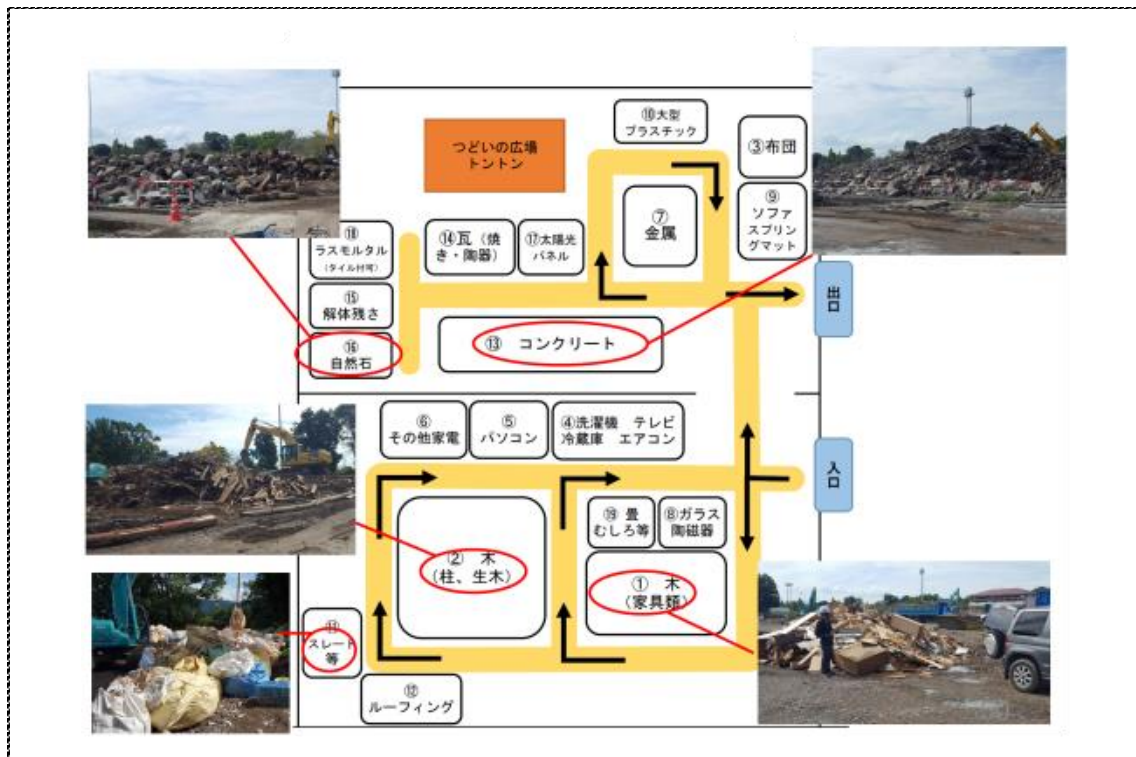 ⑩大型
プラスチック
つどいの広場
トントン
③布団
⑨
ソファ
スプリン
グマット
⑦
金属
⑱
ラスモルタル
(タイル付可)
⑭瓦(焼
き・陶器)
⑰太陽光
パネル
出口
⑮
解体残さ
⑬ コンクリート
⑯
自然石
⑥
その他家電
⑤
パソコン
④洗濯機 テレビ
冷蔵庫 エアコン
入口
⑲ 畳
むしろ等
⑧ガラス
陶磁器
② 木
(柱、生木)
① 木
(家具類)
⑪
スレート
等
⑫
ルーフィング